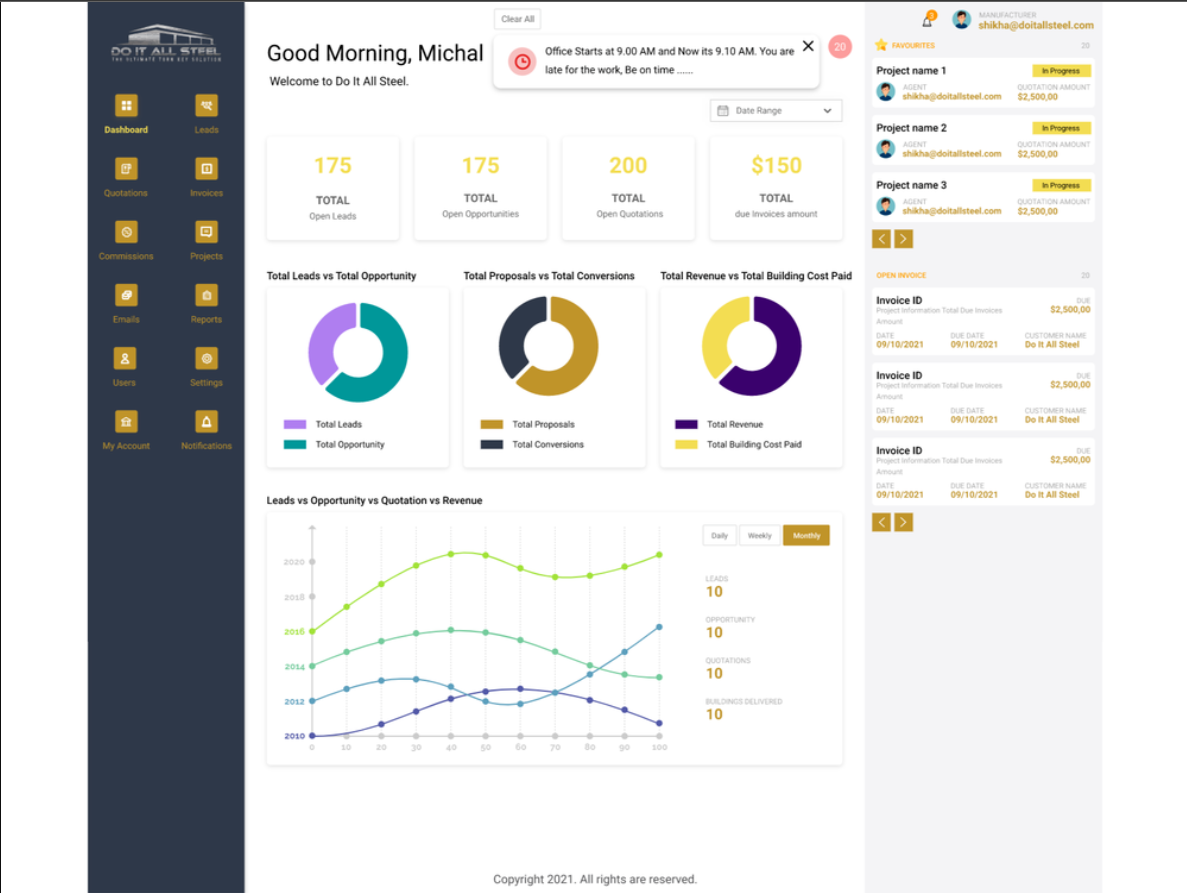 DO IT ALL STEEL
THE ULTIMATE TURN KEY SOLUTION
Dashboard
Leads
Quotations
Invoices
Commissions
Projects
Emails
Reports
Users
Settings
My Account
Notifications
Clear All
Good Morning, Michal
Welcome to Do It All Steel.
Office Starts at 9.00 AM and Now its 9.10 AM. You are
late for the work, Be on time ......
20
Date Range
175
TOTAL
Open Leads
175
TOTAL
Open Opportunities
200
TOTAL
Open Quotations
$150
TOTAL
due Invoices amount
Total Leads vs Total Opportunity
Total Leads
Total Opportunity
Total Proposals vs Total Conversions
Total Proposals
Total Conversions
Total Revenue vs Total Building Cost Paid
Total Revenue
Total Building Cost Paid
Leads vs Opportunity vs Quotation vs Revenue
2020
2018
2016
2014
2012
2010
0 10 20 30 40 50 60 70 80 90 100
Daily
Weekly
Monthly
LEADS
10
OPPORTUNITY
10
QUOTATIONS
10
BUILDINGS DELIVERED
10
Copyright 2021. All rights are reserved.
MANUFACTURER
shikha@doitallsteel.com
FAVOURITES 20
Project name 1 In Progress
AGENT QUOTATION AMOUNT
shikha@doitallsteel.com $2,500,00
Project name 2 In Progress
AGENT QUOTATION AMOUNT
shikha@doitallsteel.com $2,500,00
Project name 3 In Progress
AGENT QUOTATION AMOUNT
shikha@doitallsteel.com $2,500,00
OPEN INVOICE 20
Invoice ID DUE
Project Information Total Due Invoices $2,500,00
Amount
DATE DUE DATE CUSTOMER NAME
09/10/2021 09/10/2021 Do It All Steel
Invoice ID DUE
Project Information Total Due Invoices $2,500,00
Amount
DATE DUE DATE CUSTOMER NAME
09/10/2021 09/10/2021 Do It All Steel
Invoice ID DUE
Project Information Total Due Invoices $2,500,00
Amount
DATE DUE DATE CUSTOMER NAME
09/10/2021 09/10/2021 Do It All Steel